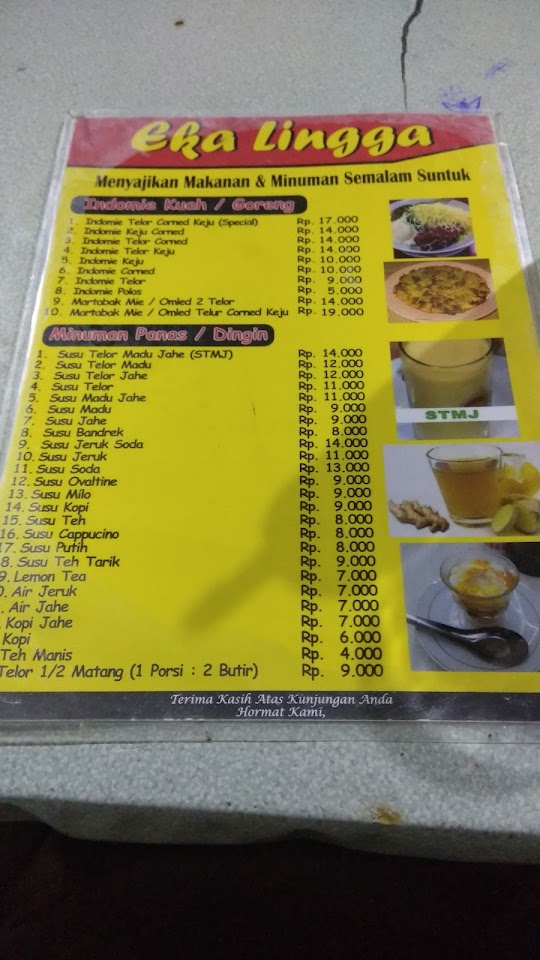 Eka Lingga
Menyajikan Makanan & Minuman Semalam Suntuk
Indomie Kuah / Goreng
1. Indomie Telor Corned Keju (Special) Rp. 17.000
2. Indomie Keju Corned Rp. 14.000
3. Indomie Telor Corned Rp. 14.000
4. Indomie Telor Keju Rp. 14.000
5. Indomie Keju Rp. 10.000
6. Indomie Corned Rp. 10.000
7. Indomie Telor Rp. 9.000
8. Indomie Polos Rp. 5.000
9. Martabak Mie / Omled 2 Telor Rp. 14.000
10. Martabak Mie / Omled Telur Corned Keju Rp. 19.000
Minuman Panas / Dingin
1. Susu Telor Madu Jahe (STMJ) Rp. 14.000
2. Susu Telor Madu Rp. 12.000
3. Susu Telor Jahe Rp. 12.000
4. Susu Telor Rp. 11.000
5. Susu Madu Jahe Rp. 11.000
6. Susu Madu Rp. 9.000
7. Susu Jahe Rp. 9.000
8. Susu Bandrek Rp. 8.000
9. Susu Jeruk Soda Rp. 14.000
10. Susu Jeruk Rp. 11.000
11. Susu Soda Rp. 13.000
12. Susu Ovaltine Rp. 9.000
13. Susu Milo Rp. 9.000
14. Susu Kopi Rp. 9.000
15. Susu Teh Rp. 8.000
16. Susu Cappucino Rp. 8.000
17. Susu Putih Rp. 8.000
8. Susu Teh Tarik Rp. 9.000
9. Lemon Tea Rp. 7.000
0. Air Jeruk Rp. 7.000
. Air Jahe Rp. 7.000
. Kopi Jahe Rp. 7.000
Kopi Rp. 6.000
Teh Manis Rp. 4.000
Telor 1/2 Matang (1 Porsi : 2 Butir) Rp. 9.000
STMJ
Terima Kasih Atas Kunjungan Anda
Hormat Kami,